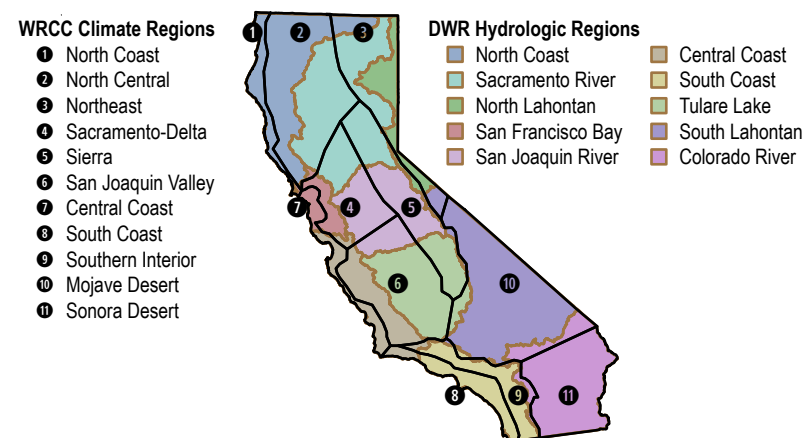 WRCC Climate Regions
1 North Coast
2 North Central
3 Northeast
4 Sacramento-Delta
5 Sierra
6 San Joaquin Valley
7 Central Coast
8 South Coast
9 Southern Interior
10 Mojave Desert
11 Sonora Desert
1
2
3
7
4
5
6
10
8
9
11
DWR Hydrologic Regions
North Coast
Sacramento River
North Lahontan
San Francisco Bay
San Joaquin River
Central Coast
South Coast
Tulare Lake
South Lahontan
Colorado River